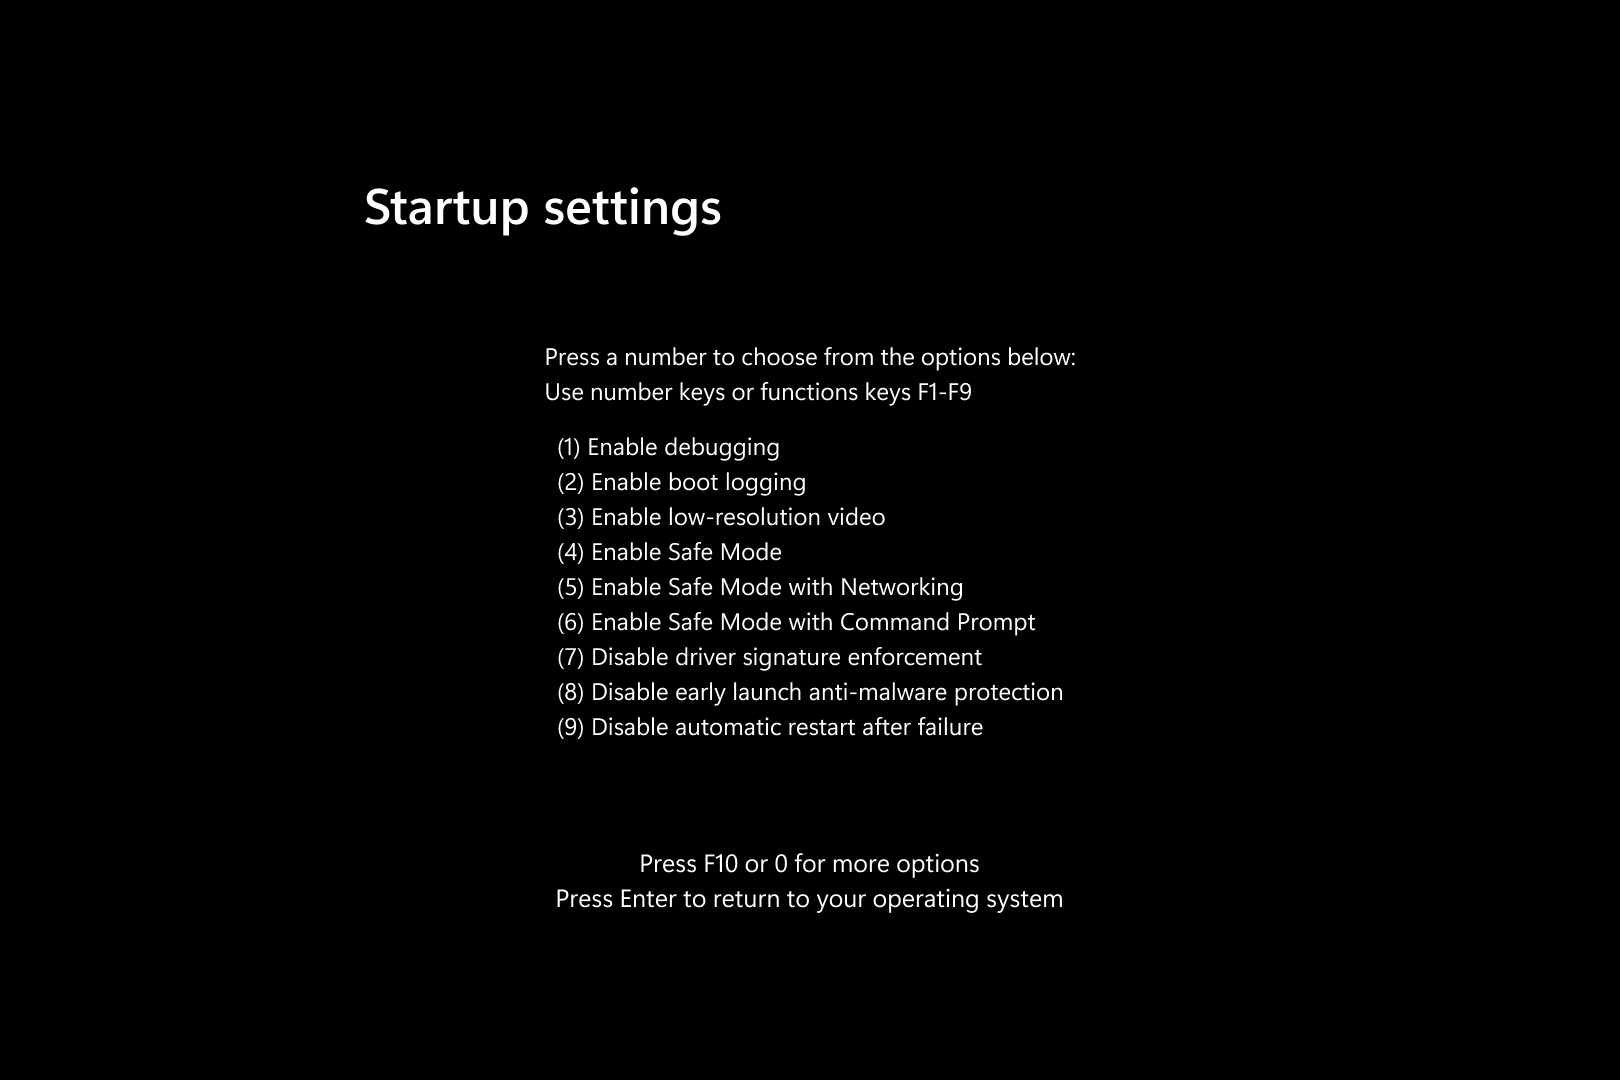 Startup settings
Press a number to choose from the options below:
Use number keys or functions keys F1-F9
(1) Enable debugging
(2) Enable boot logging
(3) Enable low-resolution video
(4) Enable Safe Mode
(5) Enable Safe Mode with Networking
(6) Enable Safe Mode with Command Prompt
(7) Disable driver signature enforcement
(8) Disable early launch anti-malware protection
(9) Disable automatic restart after failure
Press F10 or 0 for more options
Press Enter to return to your operating system